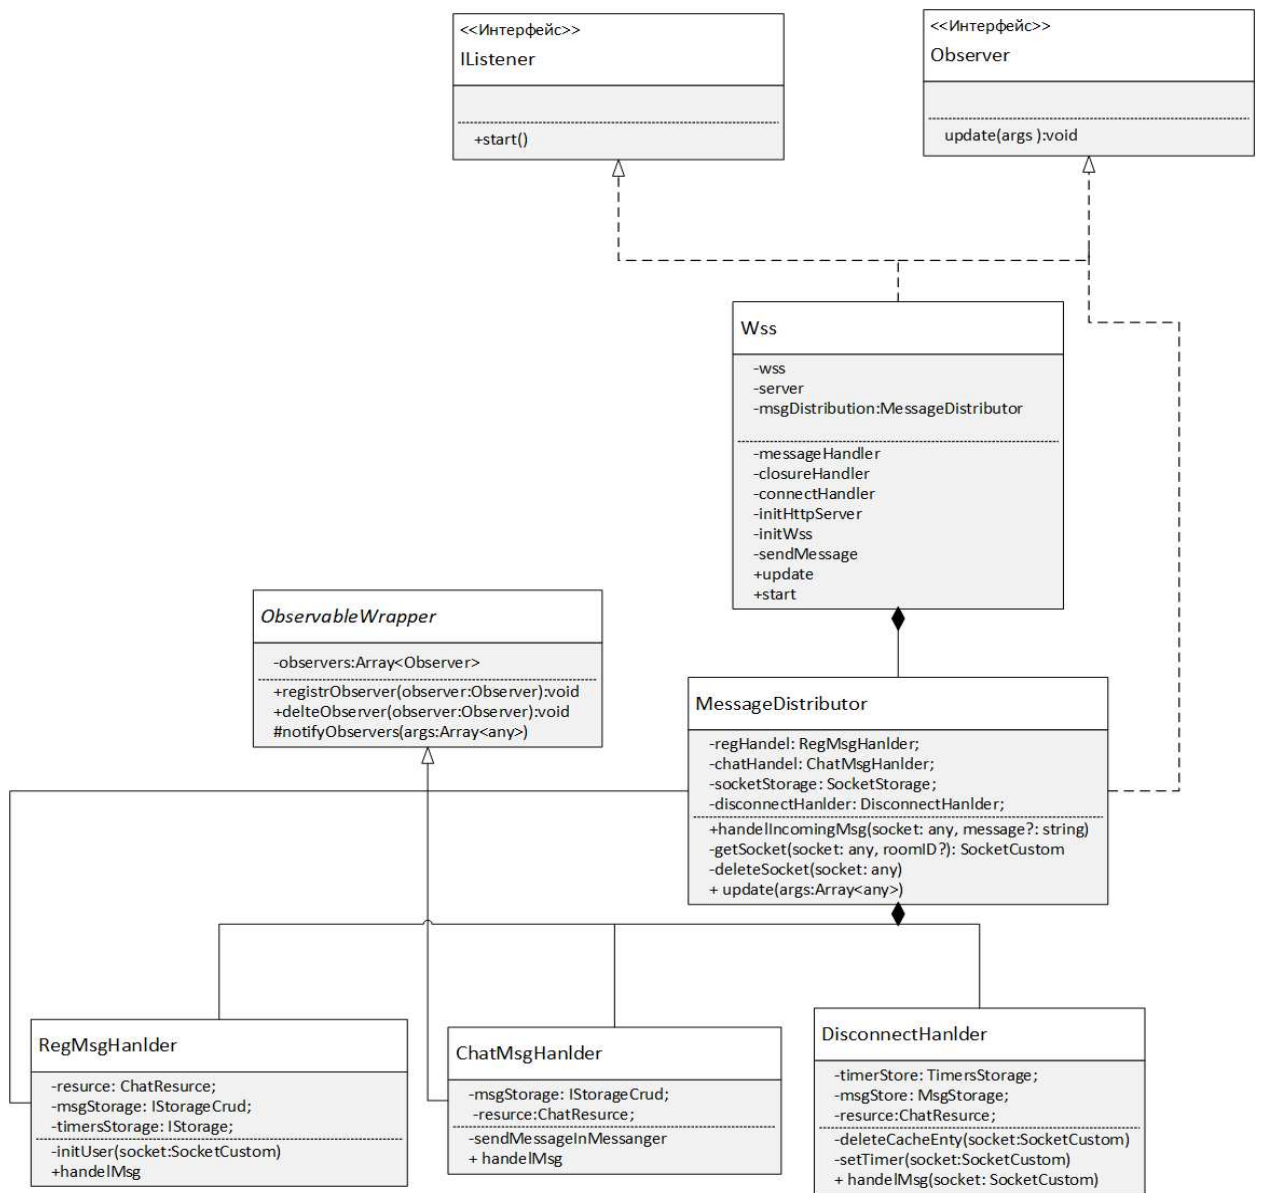 <<Интерфейс>>
IListener
+start()
<<Интерфейс>>
Observer
update(args ):void
Wss
-wss
-server
-msgDistribution:MessageDistributor
-messageHandler
-closureHandler
-connectHandler
-initHttpServer
-initWss
-sendMessage
+update
+start
ObservableWrapper
-observers:Array<Observer>
+registrObserver(observer:Observer):void
+delteObserver(observer:Observer):void
#notifyObservers(args:Array<any>)
MessageDistributor
-regHandel: RegMsgHanlder;
-chatHandel: ChatMsgHanlder;
-socketStorage: SocketStorage;
-disconnectHanlder: DisconnectHanlder;
+handelIncomingMsg(socket: any, message?: string)
-getSocket(socket: any, roomID?): SocketCustom
-deleteSocket(socket: any)
+ update(args:Array<any>)
RegMsgHanlder
-resurce: ChatResurce;
-msgStorage: IStorageCrud;
-timersStorage: IStorage;
-initUser(socket:SocketCustom)
+handelMsg
ChatMsgHanlder
-msgStorage: IStorageCrud;
-resurce:ChatResurce;
-sendMessageInMessanger
+ handelMsg
DisconnectHanlder
-timerStore: TimersStorage;
-msgStore: MsgStorage;
-resurce:ChatResurce;
-deleteCacheEnty(socket:SocketCustom)
-setTimer(socket:SocketCustom)
+ handelMsg(socket: SocketCustom)